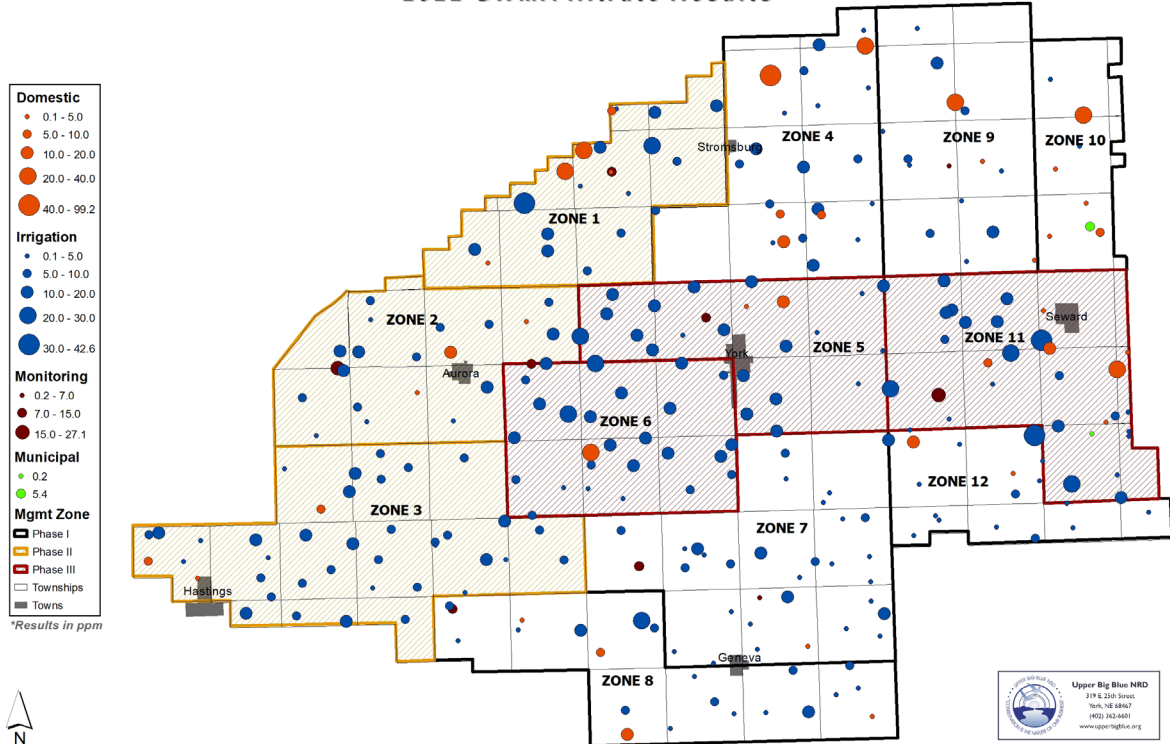 Domestic
0.1 - 5.0
5.0 - 10.0
10.0 - 20.0
20.0 - 40.0
40.0 - 99.2
Irrigation
0.1 - 5.0
5.0 - 10.0
10.0 - 20.0
20.0 - 30.0
30.0 - 42.6
Monitoring
0.2 - 7.0
7.0 - 15.0
15.0 - 27.1
Municipal
0.2
5.4
Mgmt Zone
Phase I
Phase II
Phase III
Townships
Towns
*Results in ppm
N
ZONE 4
ZONE 9
ZONE 10
Stromsburg
ZONE 1
ZONE 2
Aurora
York
ZONE 5
ZONE 11
Seward
ZONE 6
ZONE 12
ZONE 3
ZONE 7
Hastings
Geneva
ZONE 8
Upper Big Blue NRD
319 E 25th Street
York, NE 68467
(402) 362-6601
www.upperbigblue.org